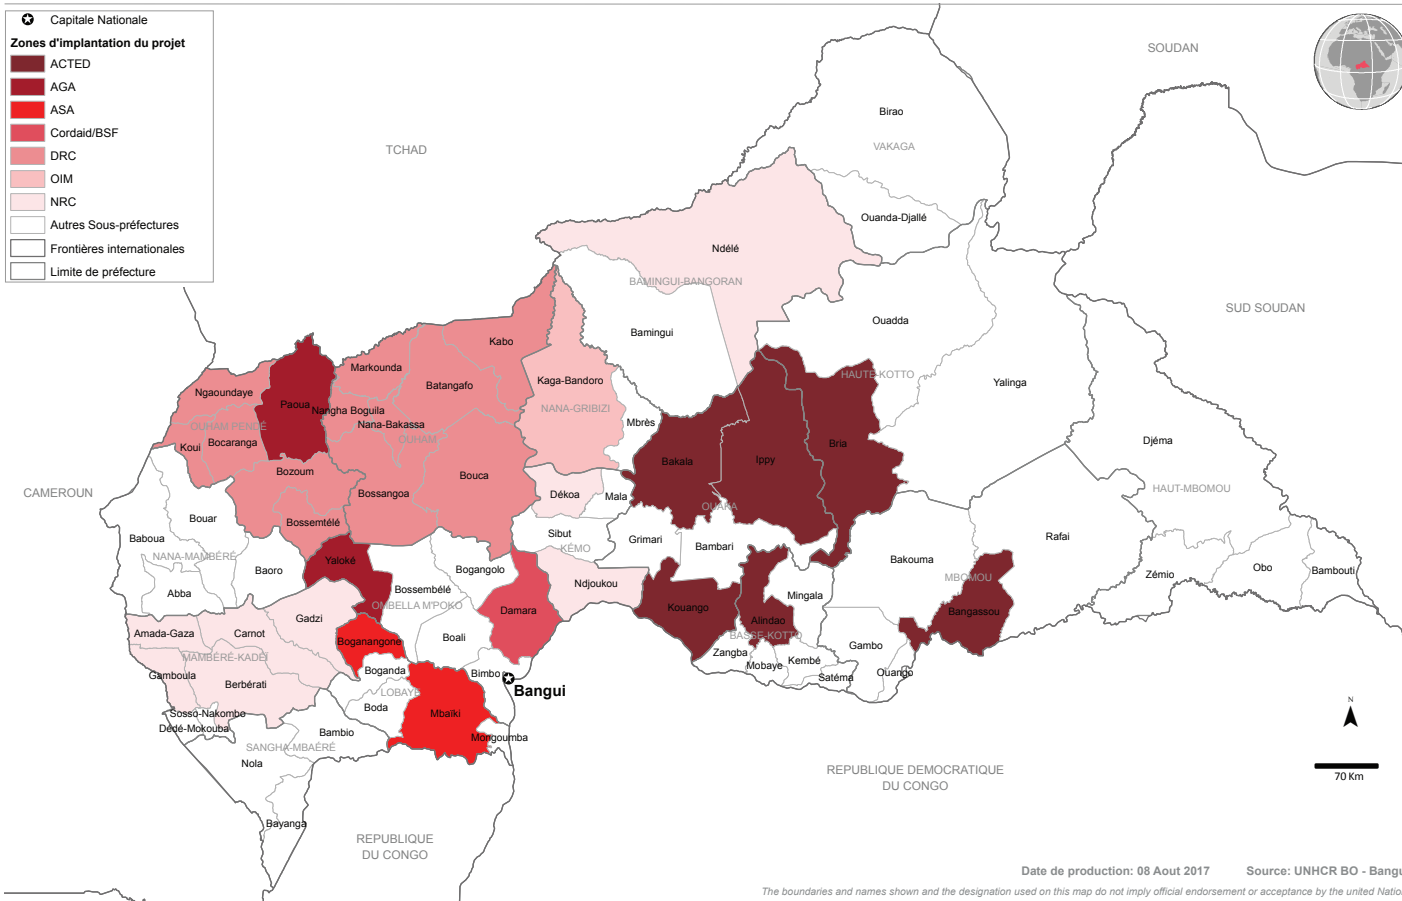 Capitale Nationale
Zones d'implantation du projet
ACTED
AGA
ASA
Cordaid/BSF
DRC
OIM
NRC
Autres Sous-préfectures
Frontières internationales
Limite de préfecture
SOUDAN
TCHAD
Birao
VAKAGA
Ouanda-Djallé
Ndélé
BAMINGUI-BANGORAN
SUD SOUDAN
Bamingui
Ouadda
Kabo
Markounda
Kaga-Bandoro
HAUTE-KOTTO
Yalinga
Batangafo
Ngaoundaye
Paoua
Nangha Boguila
NANA-GRIBIZI
Mbrès
Nana-Bakassa
OUHAM PENDÉ
OUHAM
Koui
Bocaranga
Djéma
Bria
Bakala
Ippy
Bozoum
Bouca
HAUT-MBOMOU
CAMEROUN
Bossangoa
Dékoa
Mala
OUAKA
Bouar
Bossemtélé
Baboua
Sibut
Grimari
Bambari
Rafai
KÉMO
NANA-MAMBÉRÉ
Yaloké
Bakouma
Baoro
Bogangolo
Zémio
Obo
Bambouti
MBOMOU
Abba
Bossembélé
Ndjoukou
Mingala
OMBELLA M'POKO
Damara
Kouango
Bangassou
Gadzi
Alindao
Amada-Gaza
Carnot
Boganangone
Boali
BASSE-KOTTO
Gambo
MAMBÉRÉ-KADÉÏ
Zangba
Kembé
Mobaye
Gamboula
Boganda
Bimbo
Satéma
Ouango
Berbérati
LOBAYE
Bangui
Boda
Mbaïki
Sosso-Nakombo
Dédé-Mokouba
Bambio
Mongoumba
SANGHA-MBAÉRÉ
Nola
REPUBLIQUE DEMOCRATIQUE
DU CONGO
N
70 Km
Bayanga
REPUBLIQUE
DU CONGO
Date de production: 08 Aout 2017 Source: UNHCR BO - Bangu
The boundaries and names shown and the designation used on this map do not imply official endorsement or acceptance by the united Natio